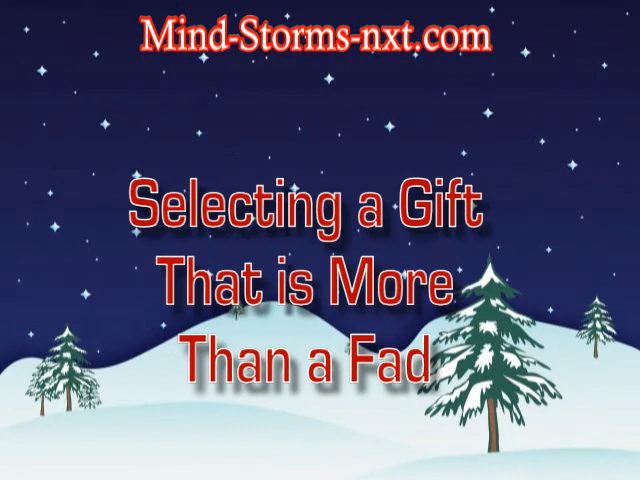 Mind-Storms-nxt.com
Selecting a Gift
That is More
Than a Fad